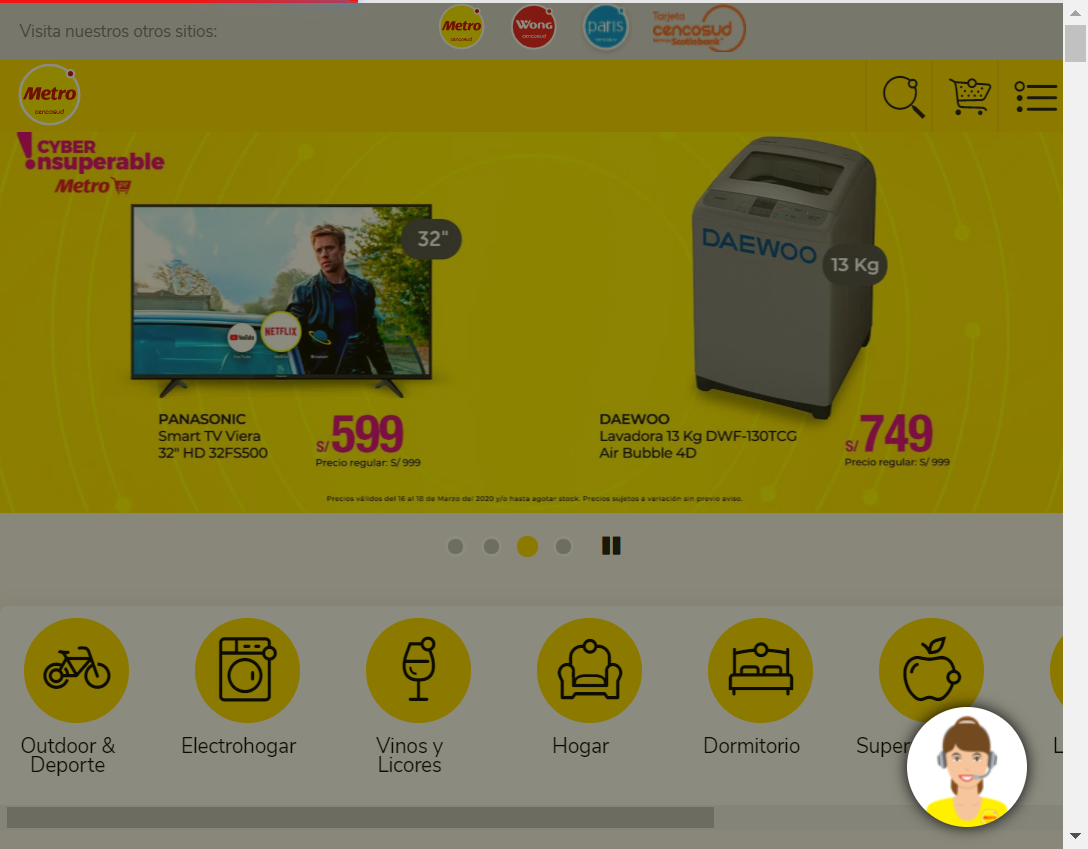 Visita nuestros otros sitios:
Metro
cencosud
Wong
cencosud
paris
cencosud
Tarjeta
cencosud
Scotiabank
Metro
cencosud
CYBER
!nsuperable
Metro
32"
YouTube
NETFLIX
DAEWOO
13 Kg
PANASONIC
Smart TV Viera
32" HD 32FS500
S/ 599
Precio regular: S/ 999
DAEWOO
Lavadora 13 Kg DWF-130TCG
Air Bubble 4D
S/ 749
Precio regular: S/ 999
Precios válidos del 16 al 18 de Marzo del 2020 y/o hasta agotar stock. Precios sujetos a variación sin previo aviso.
Outdoor &
Deporte
Electrohogar
Vinos y
Licores
Hogar
Dormitorio
Super
L